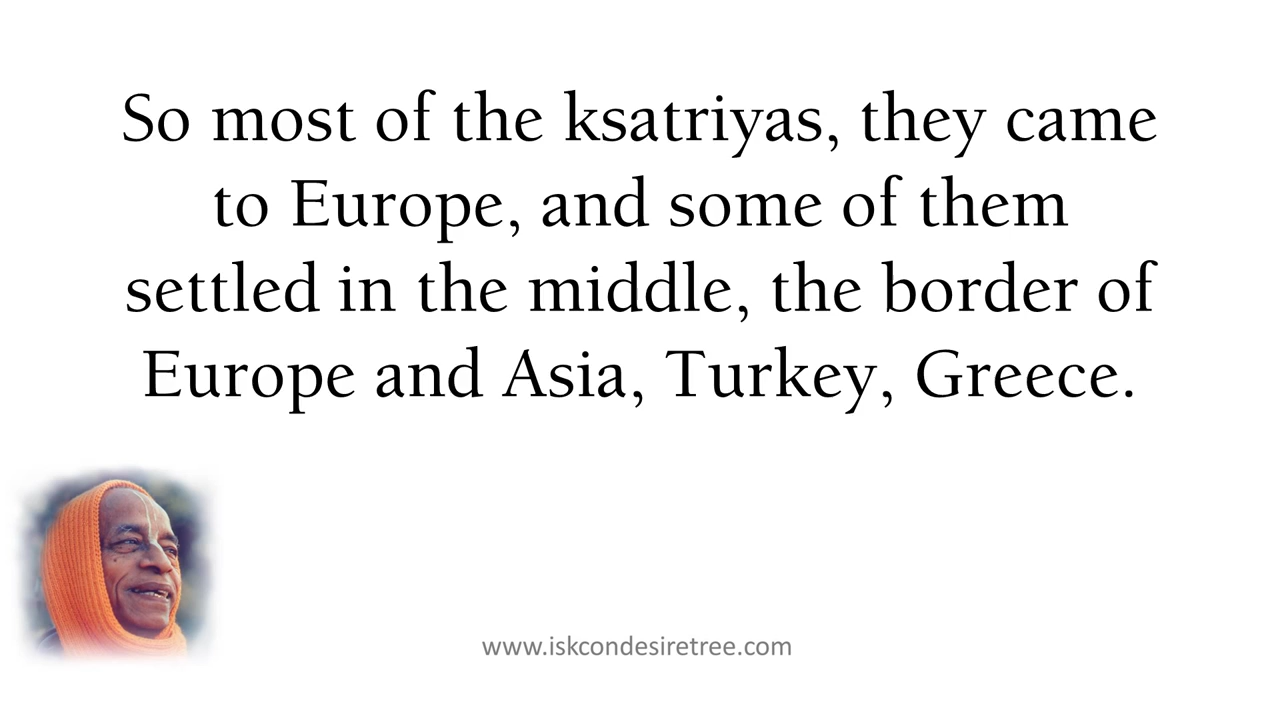 So most of the ksatriyas, they came
to Europe, and some of them
settled in the middle, the border of
Europe and Asia, Turkey, Greece.
www.iskcondesiretree.com